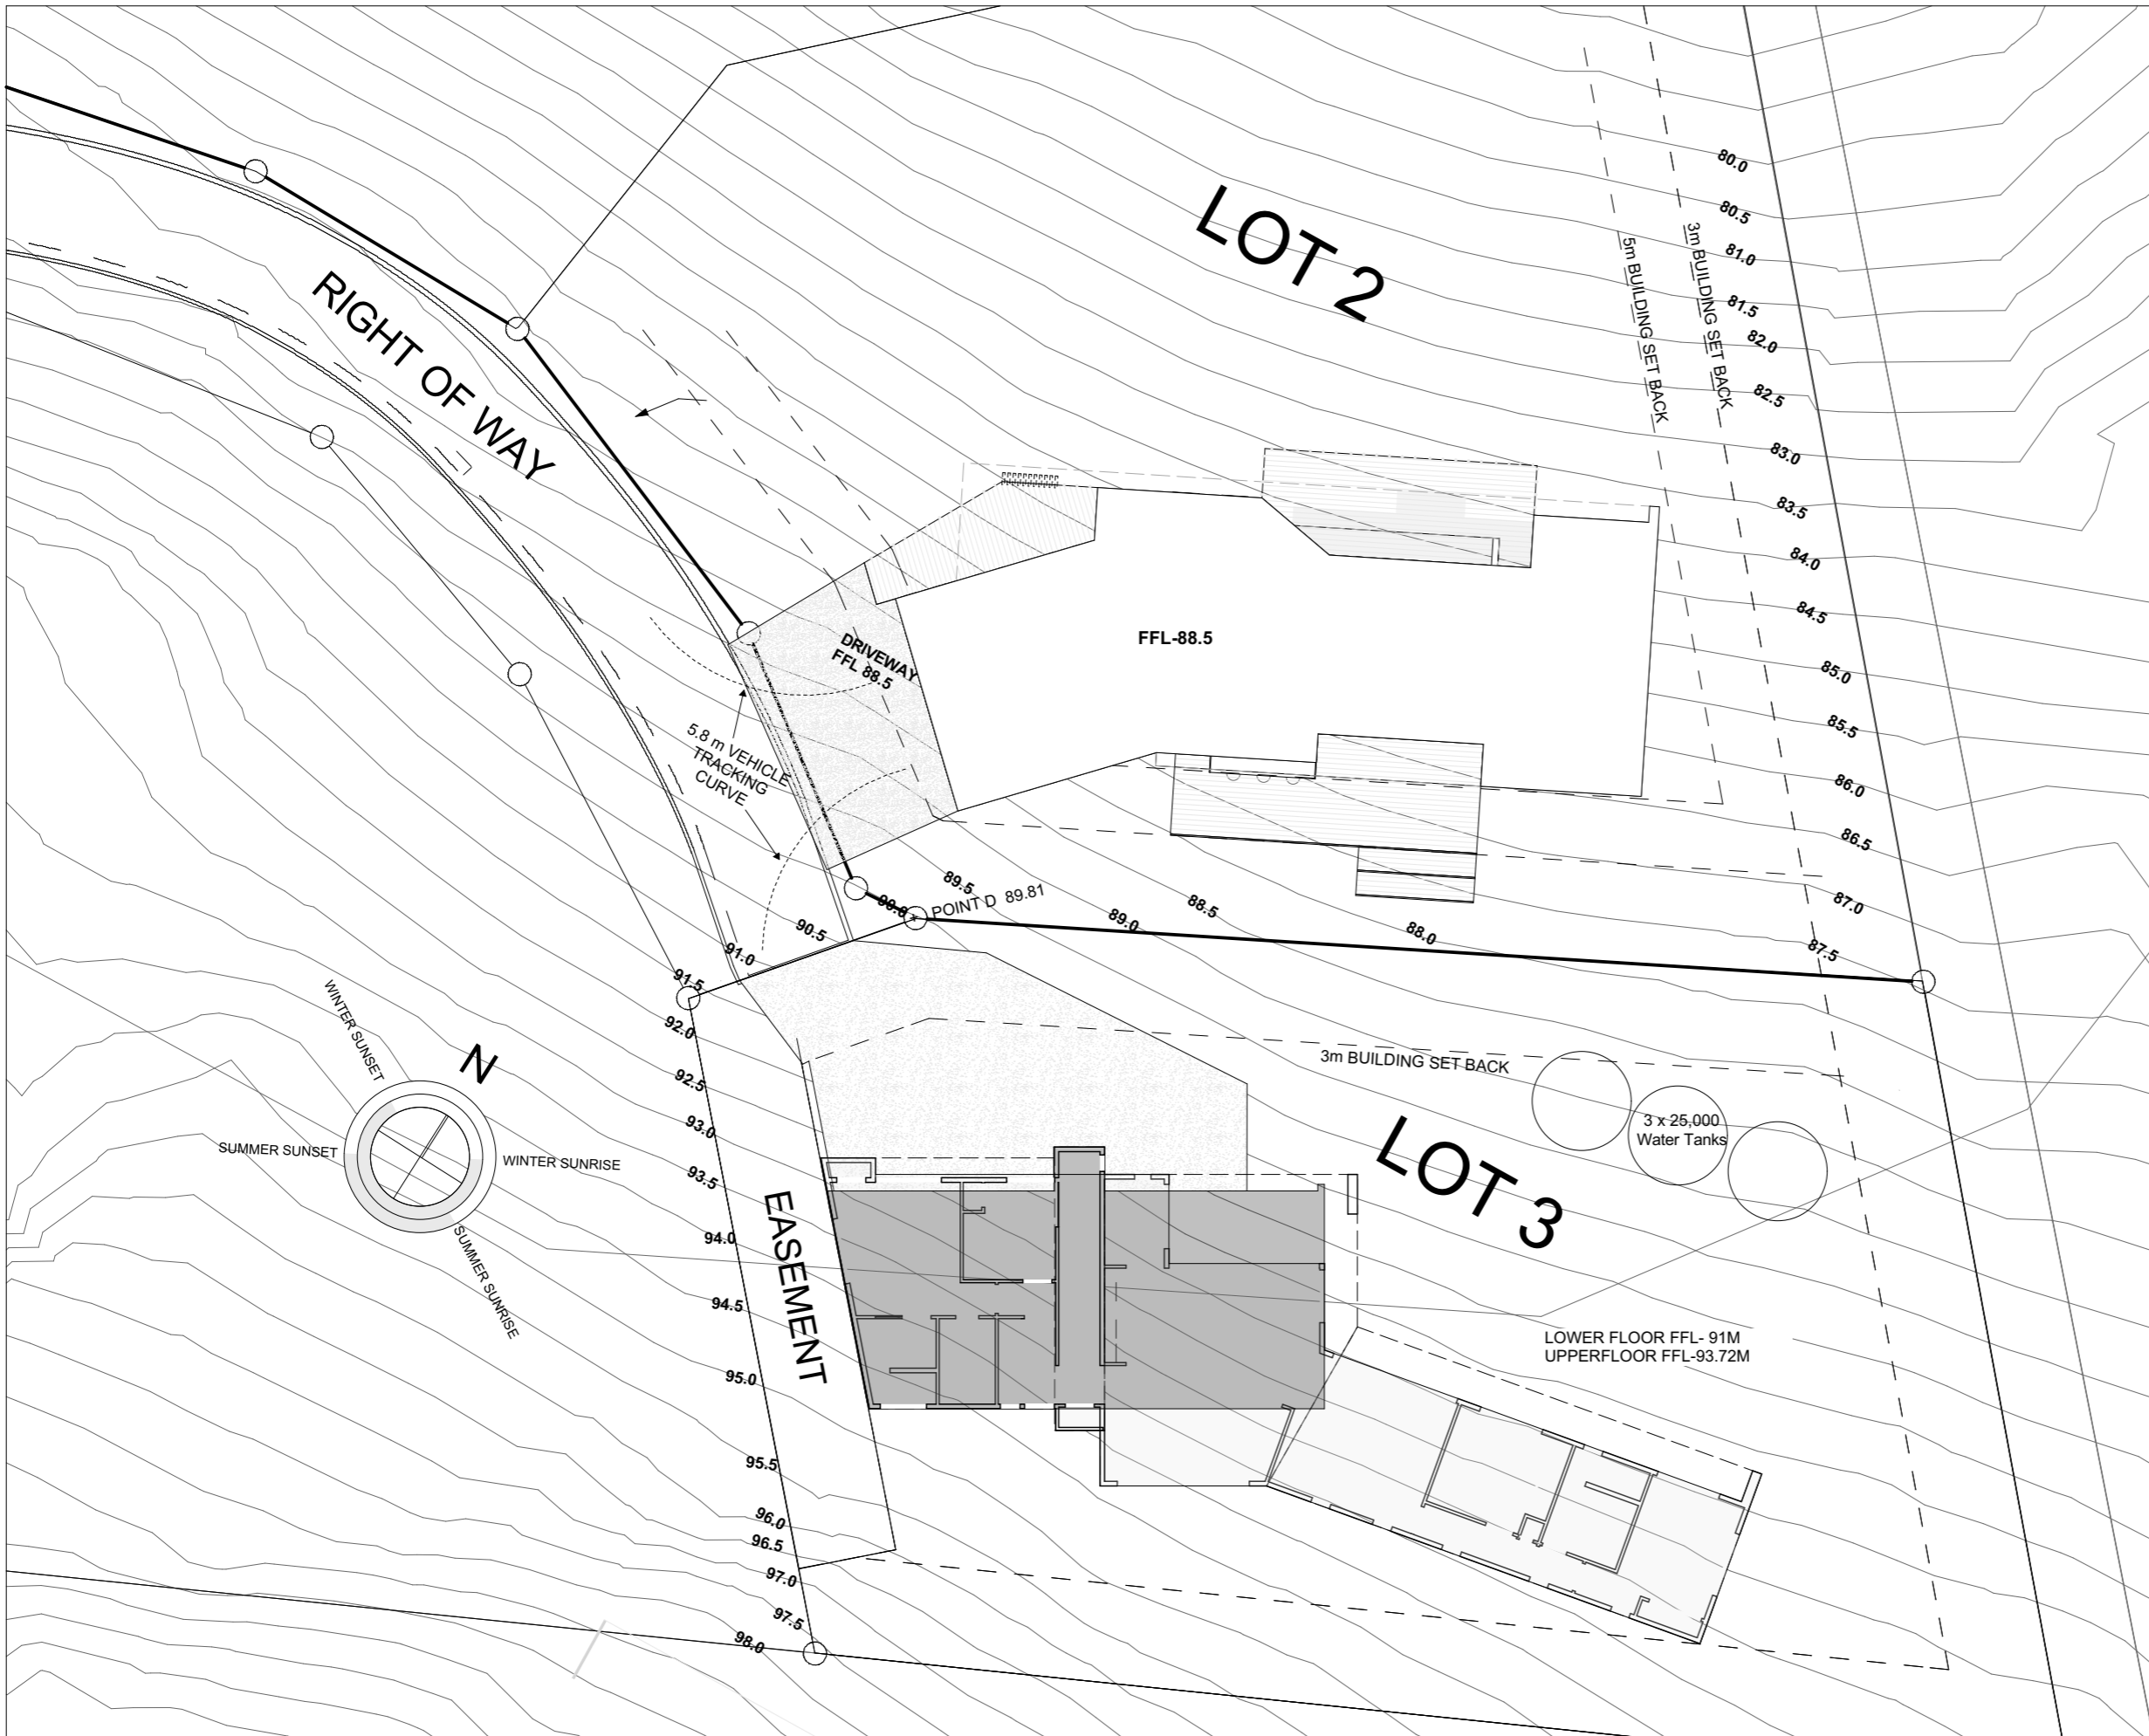 LOT 2
RIGHT OF WAY
5m BUILDING SET BACK
3m BUILDING SET BACK
80.0
80.5
81.0
81.5
82.0
82.5
83.0
83.5
84.0
84.5
85.0
85.5
86.0
86.5
87.0
87.5
88.0
88.5
89.0
89.5
90.0
90.5
91.0
91.5
92.0
92.5
93.0
93.5
94.0
94.5
95.0
95.5
96.0
96.5
97.0
97.5
98.0
FFL-88.5
DRIVEWAY
FFL 88.5
5.8 m VEHICLE
TRACKING
CURVE
POINT D 89.81
3m BUILDING SET BACK
3 x 25,000
Water Tanks
LOT 3
N
WINTER SUNSET
SUMMER SUNSET
WINTER SUNRISE
SUMMER SUNRISE
EASEMENT
LOWER FLOOR FFL- 91M
UPPERFLOOR FFL-93.72M